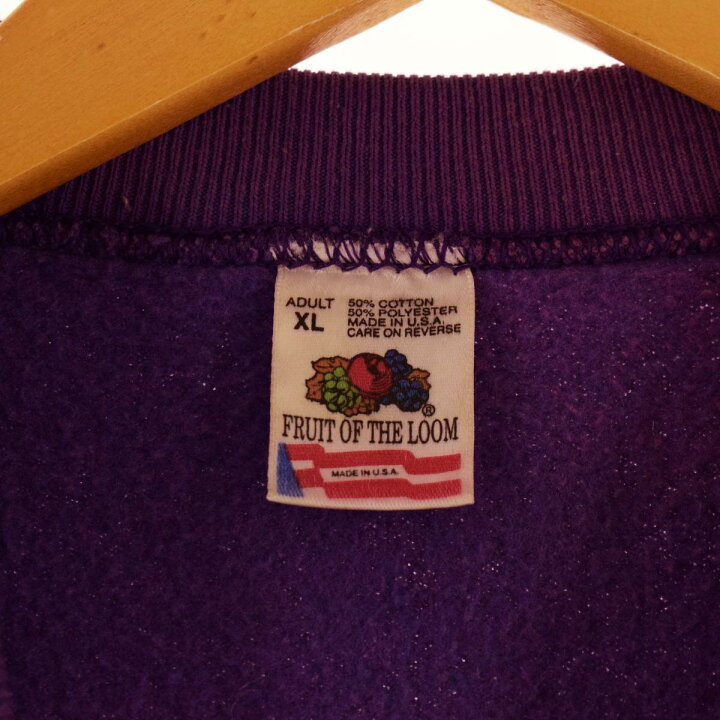 ADULT
XL
50% COTTON
50% POLYESTER
MADE IN U.S.A.
CARE ON REVERSE
®
FRUIT OF THE LOOM
MADE IN U.S.A.